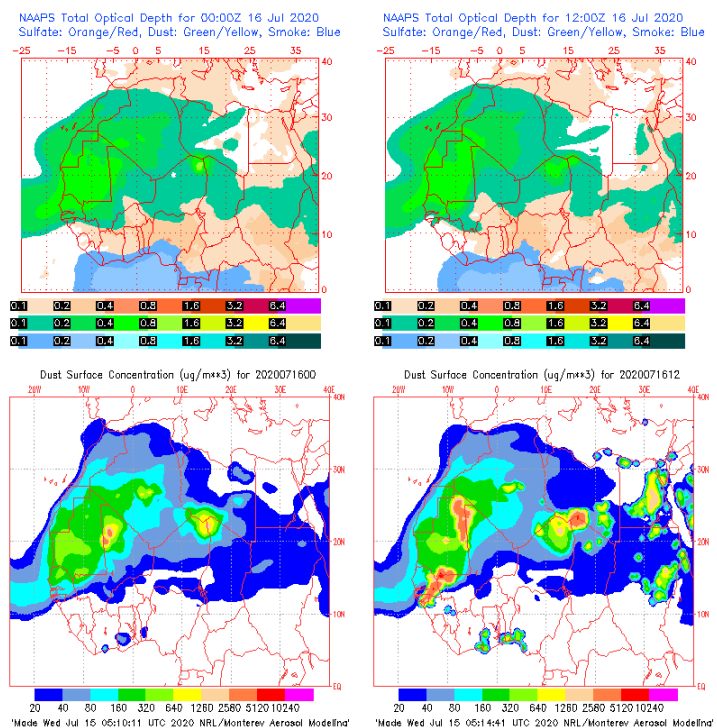 NAAPS Total Optical Depth for 00:00Z 16 Jul 2020
Sulfate: Orange/Red, Dust: Green/Yellow, Smoke: Blue
-25 -15 -5 5 15 25 35
40
30
20
10
0
0.1 0.2 0.4 0.8 1.6 3.2 6.4
0.1 0.2 0.4 0.8 1.6 3.2 6.4
0.1 0.2 0.4 0.8 1.6 3.2 6.4
NAAPS Total Optical Depth for 12:00Z 16 Jul 2020
Sulfate: Orange/Red, Dust: Green/Yellow, Smoke: Blue
-25 -15 -5 5 15 25 35
40
30
20
10
0
0.1 0.2 0.4 0.8 1.6 3.2 6.4
0.1 0.2 0.4 0.8 1.6 3.2 6.4
0.1 0.2 0.4 0.8 1.6 3.2 6.4
Dust Surface Concentration (ug/m**3) for 2020071600
20W 10W 0 10E 20E 30E 40E
40N
30N
20N
10N
EQ
20 40 80 160 320 640 1280 2580 5120 10240
'Made Wed Jul 15 05:10:11 UTC 2020 NRL/Monterey Aerosol Modeling'
Dust Surface Concentration (ug/m**3) for 2020071612
20W 10W 0 10E 20E 30E 40E
40N
30N
20N
10N
EQ
20 40 80 160 320 640 1280 2580 5120 10240
'Made Wed Jul 15 05:14:41 UTC 2020 NRL/Monterey Aerosol Modeling'